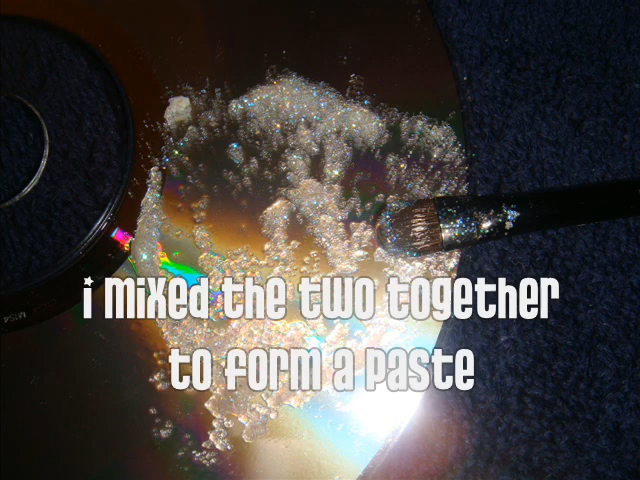 i mixed the two together
to form a paste